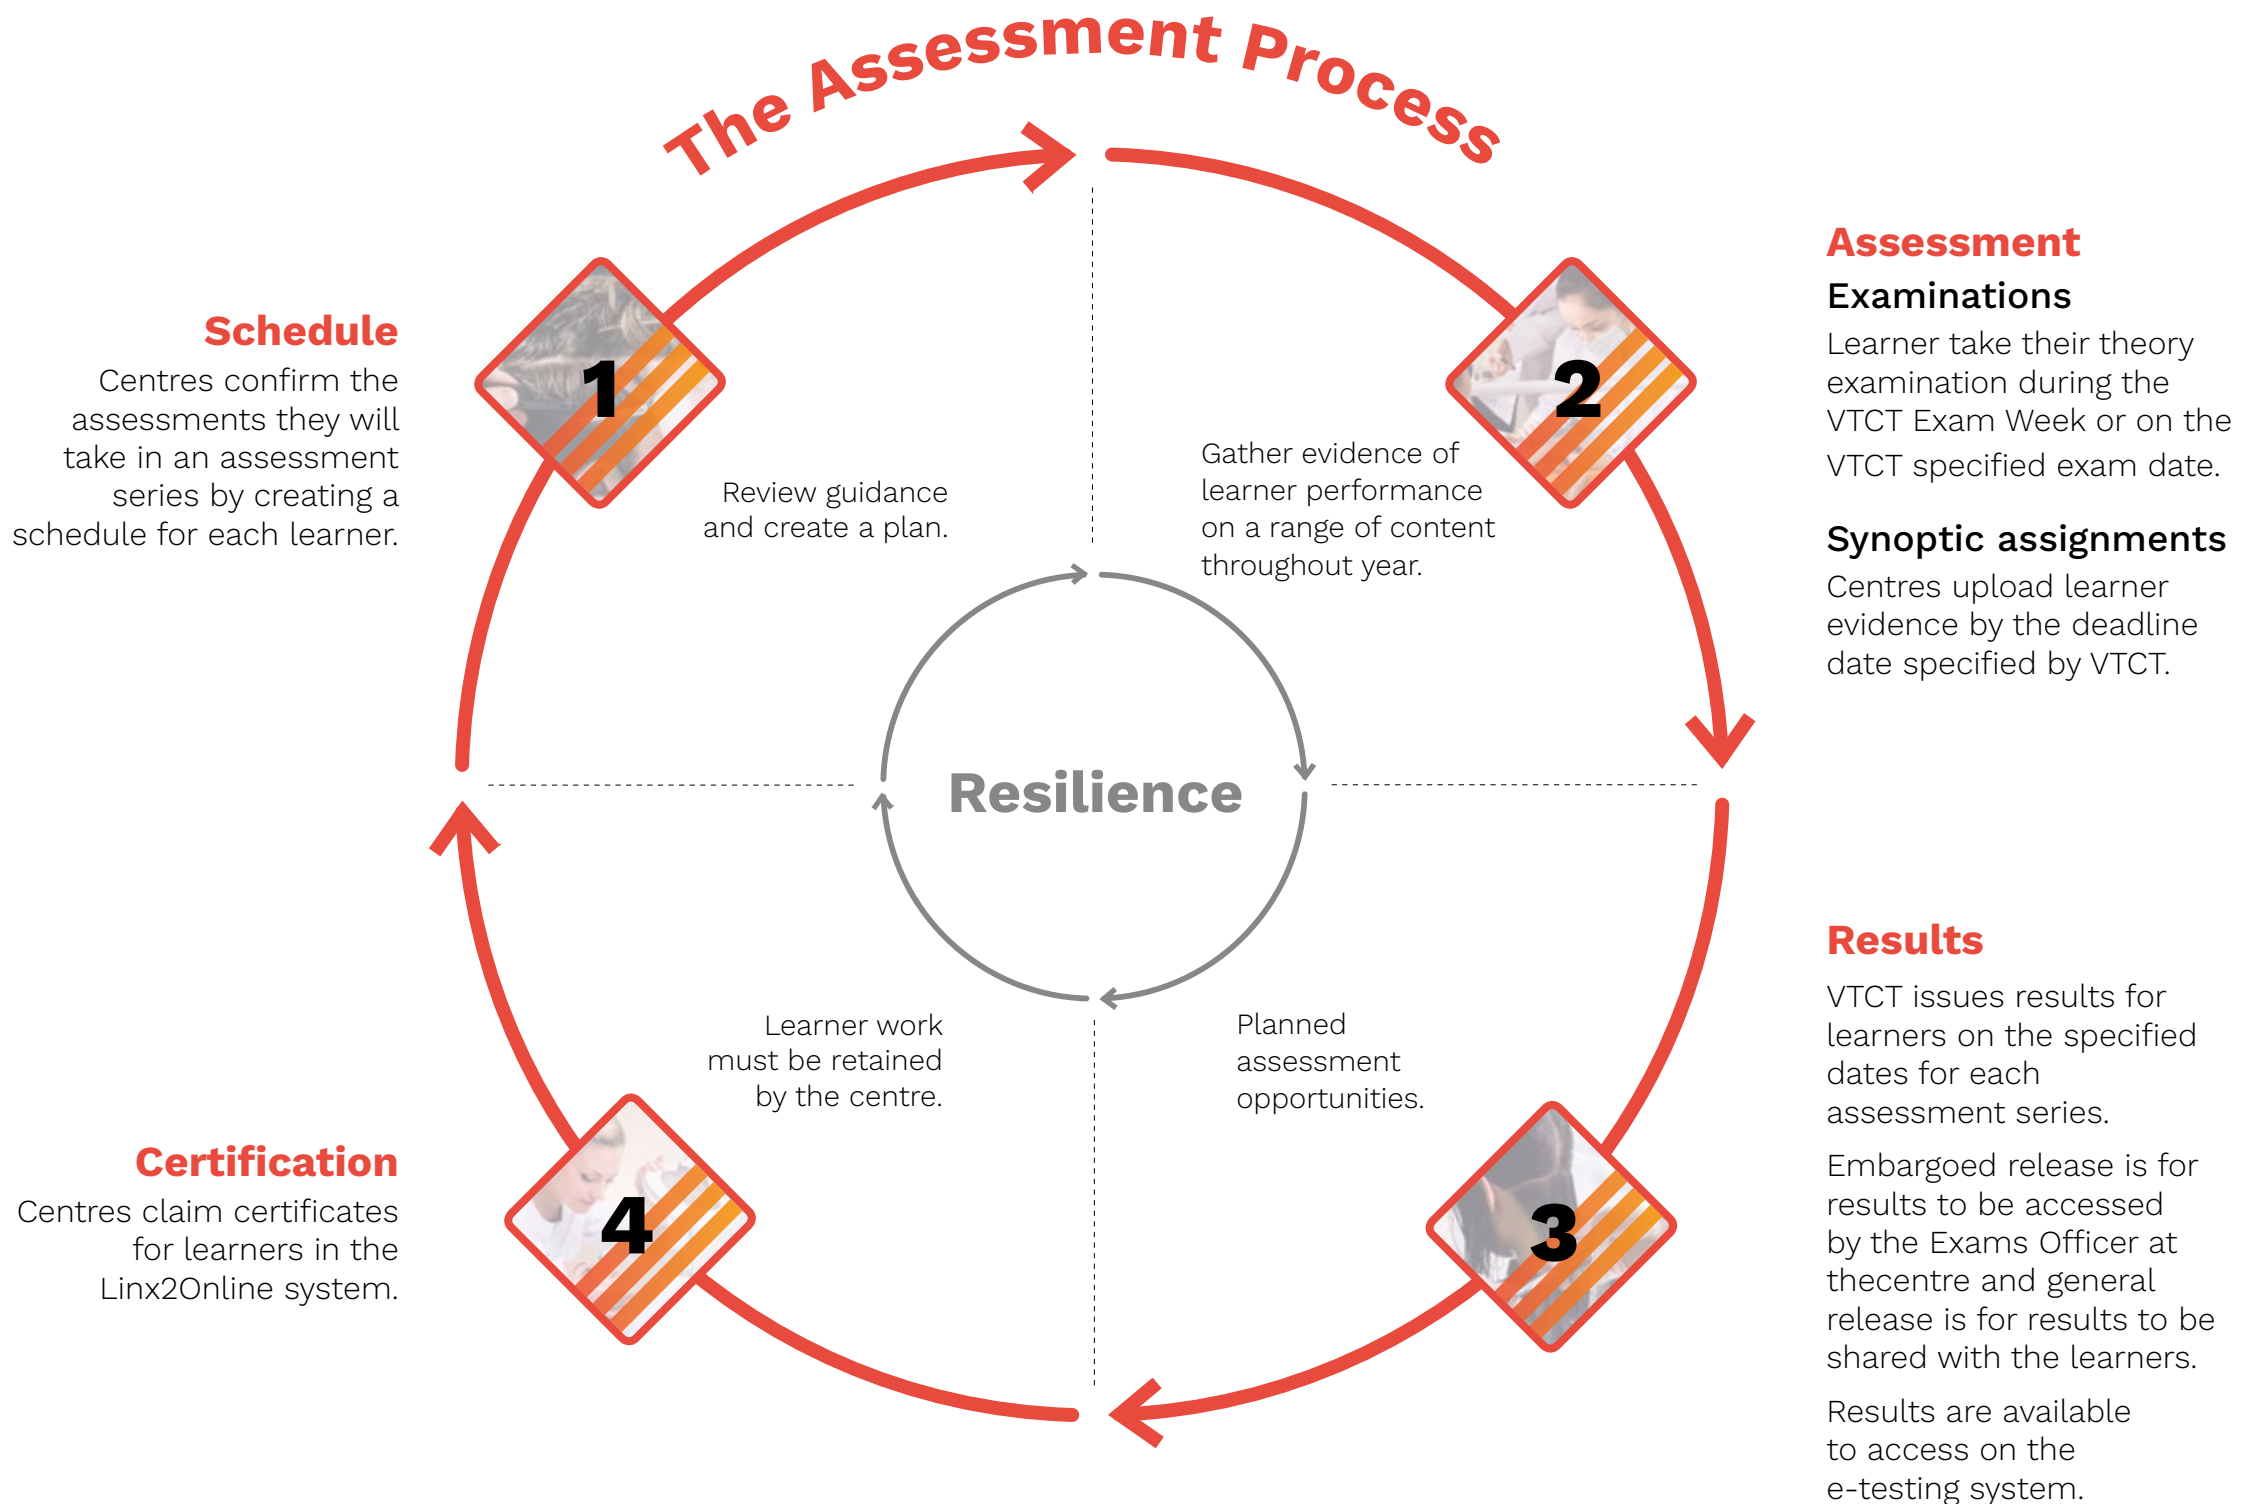 The Assessment Process
1
Schedule
Centres confirm the
assessments they will
take in an assessment
series by creating a
schedule for each learner.
Review guidance
and create a plan.
2
Assessment
Examinations
Learner take their theory
examination during the
VTCT Exam Week or on the
VTCT specified exam date.
Synoptic assignments
Centres upload learner
evidence by the deadline
date specified by VTCT.
Gather evidence of
learner performance
on a range of content
throughout year.
Resilience
3
Results
VTCT issues results for
learners on the specified
dates for each
assessment series.
Embargoed release is for
results to be accessed
by the Exams Officer at
thecentre and general
release is for results to be
shared with the learners.
Results are available
to access on the
e-testing system.
Planned
assessment
opportunities.
4
Certification
Centres claim certificates
for learners in the
Linx2Online system.
Learner work
must be retained
by the centre.